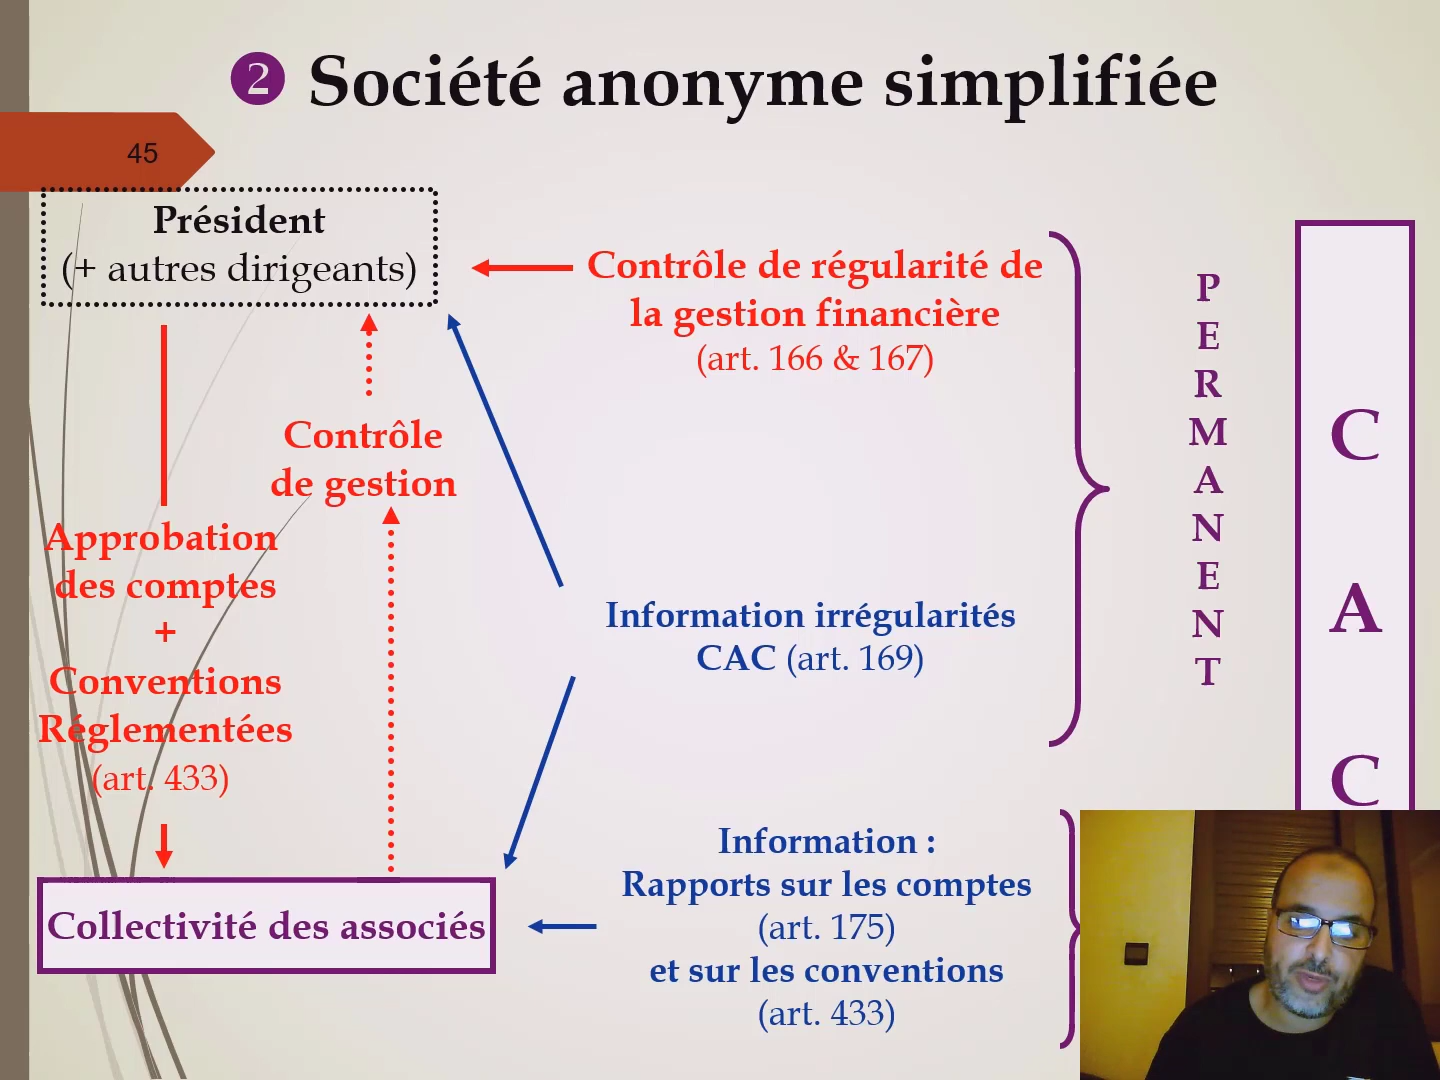 ❷ Société anonyme simplifiée
45
Président
(+ autres dirigeants)
Contrôle de régularité de
la gestion financière
(art. 166 & 167)
Contrôle
de gestion
Approbation
des comptes
+
Conventions
Réglementées
(art. 433)
Information irrégularités
CAC (art. 169)
Collectivité des associés
Information :
Rapports sur les comptes
(art. 175)
et sur les conventions
(art. 433)
P
E
R
M
A
N
E
N
T
C
A
C